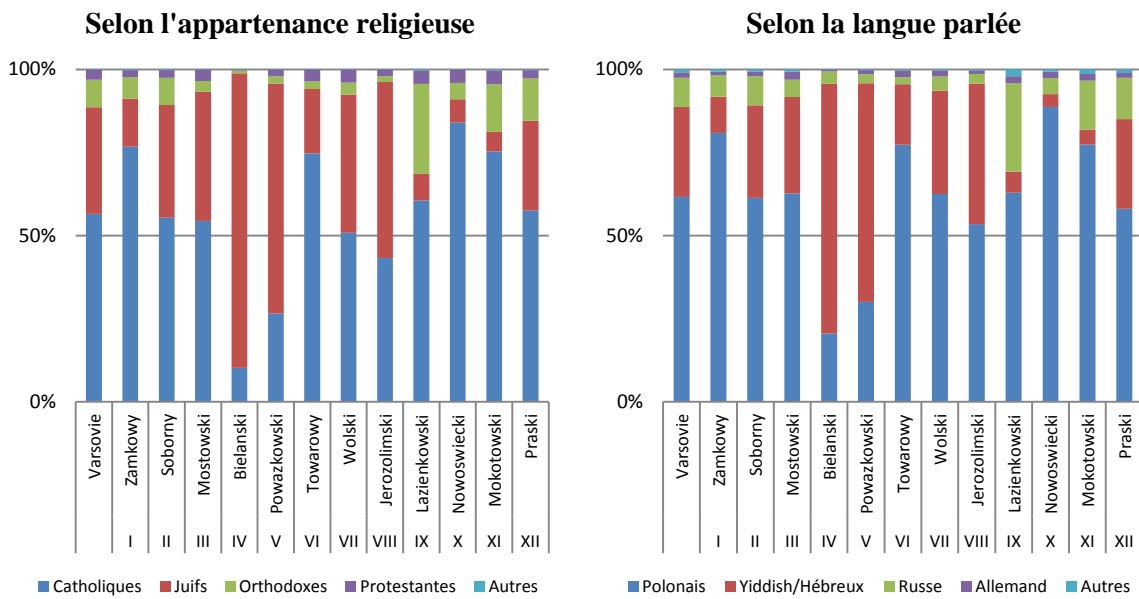 Selon l'appartenance religieuse
100%
50%
0%
Varsovie
Zamkowy
Soborny
Mostowski
Bielanski
Powazkowski
Towarowy
Wolski
Jerozolimski
Lazienkowski
Nowoswiecki
Mokotowski
Praski
I II III IV V VI VII VIII IX X XI XII
Catholiques Juifs Orthodoxes Protestantes Autres
Selon la langue parlée
100%
50%
0%
Varsovie
Zamkowy
Soborny
Mostowski
Bielanski
Powazkowski
Towarowy
Wolski
Jerozolimski
Lazienkowski
Nowoswiecki
Mokotowski
Praski
I II III IV V VI VII VIII IX X XI XII
Polonais Yiddish/Hébreux Russe Allemand Autres